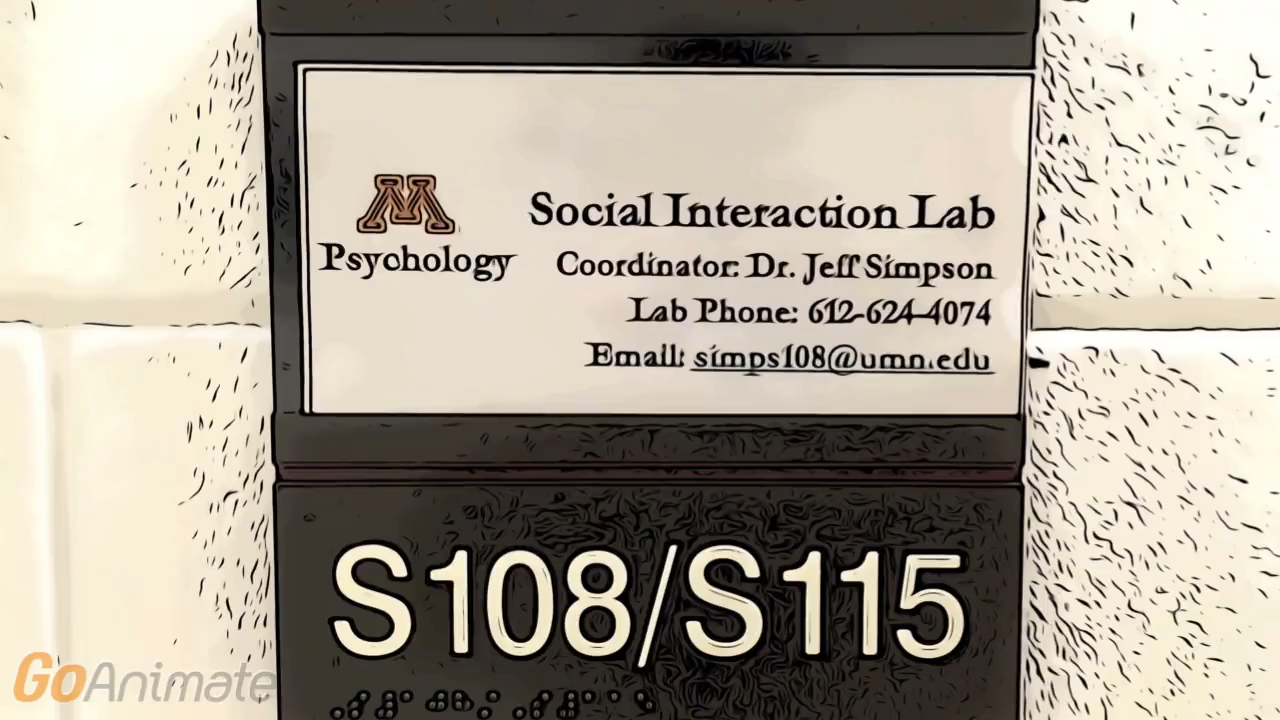 M
Psychology
Social Interaction Lab
Coordinator: Dr. Jeff Simpson
Lab Phone: 612-624-4074
Email: simps108@umn.edu
S108/S115
GoAnimate